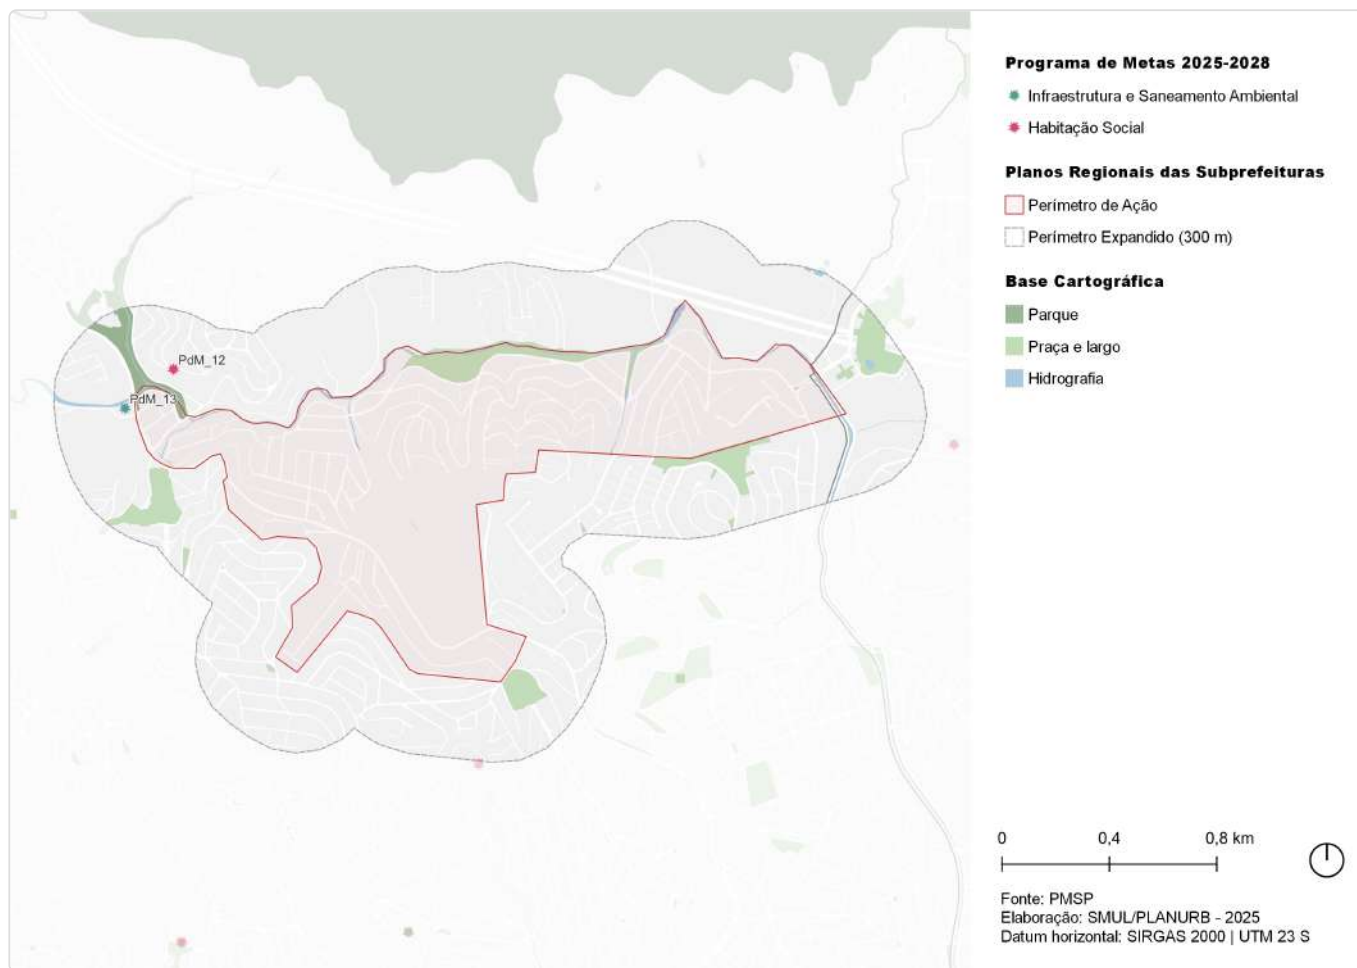 Programa de Metas 2025-2028
Infraestrutura e Saneamento Ambiental
Habitação Social
Planos Regionais das Subprefeituras
Perímetro de Ação
Perímetro Expandido (300 m)
Base Cartográfica
Parque
Praça e largo
Hidrografia
PdM_12
PdM_13
0 0,4 0,8 km
Fonte: PMSP
Elaboração: SMUL/PLANURB - 2025
Datum horizontal: SIRGAS 2000 | UTM 23 S